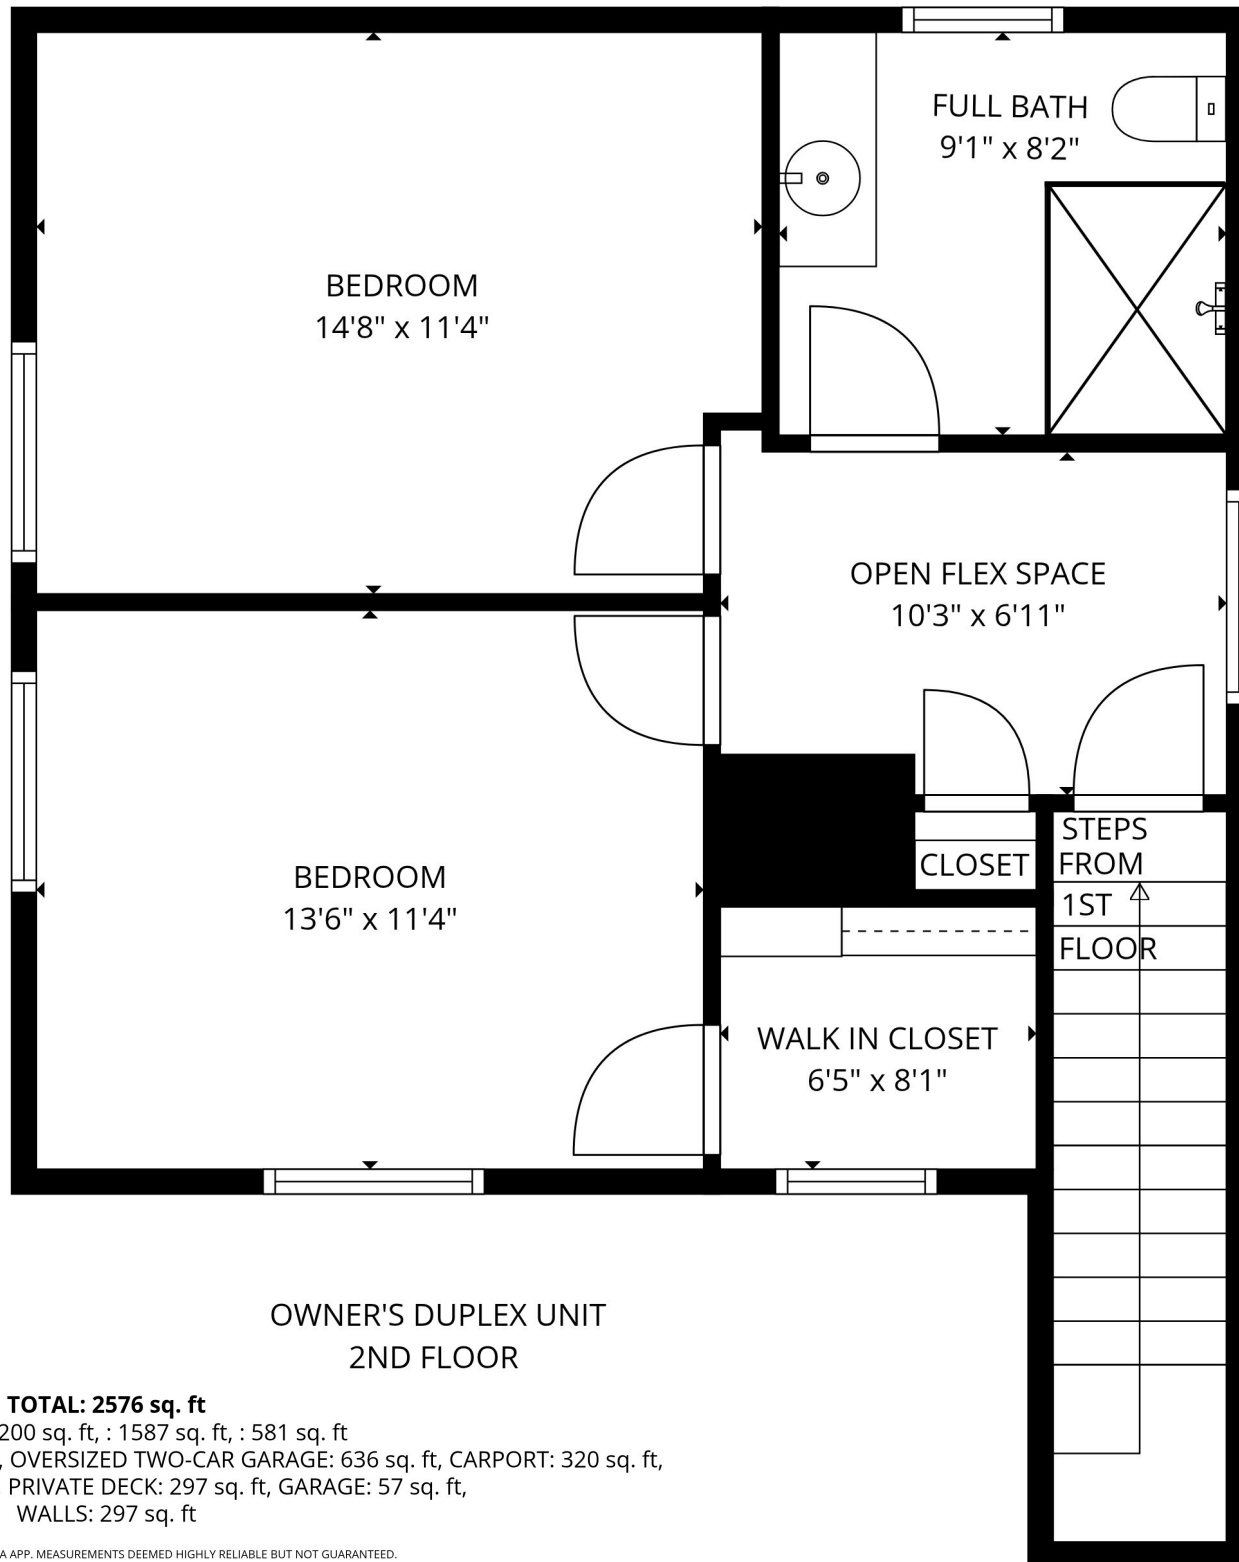 FULL BATH
9'1" x 8'2"
BEDROOM
14'8" x 11'4"
OPEN FLEX SPACE
10'3" x 6'11"
BEDROOM
13'6" x 11'4"
CLOSET
STEPS
FROM
1ST
FLOOR
WALK IN CLOSET
6'5" x 8'1"
OWNER'S DUPLEX UNIT
2ND FLOOR
TOTAL: 2576 sq. ft
200 sq. ft, : 1587 sq. ft, : 581 sq. ft
, OVERSIZED TWO-CAR GARAGE: 636 sq. ft, CARPORT: 320 sq. ft,
PRIVATE DECK: 297 sq. ft, GARAGE: 57 sq. ft,
WALLS: 297 sq. ft
A APP. MEASUREMENTS DEEMED HIGHLY RELIABLE BUT NOT GUARANTEED.